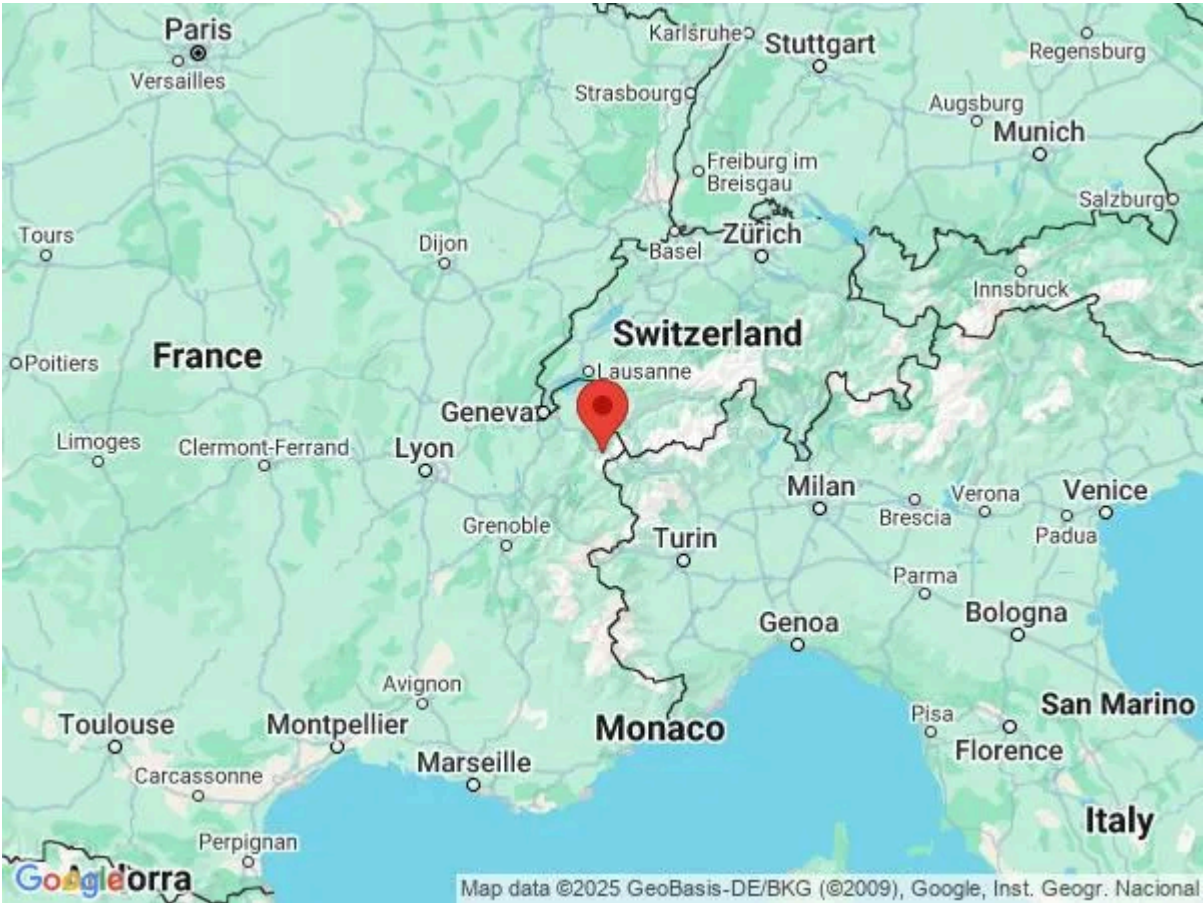 Paris
Karlsruhe
Stuttgart
Regensburg
Versailles
Strasbourg
Augsburg
Munich
Freiburg im
Breisgau
Salzburg
Tours
Dijon
Basel
Zürich
Innsbruck
Switzerland
France
Poitiers
Lausanne
Geneva
Limoges
Clermont-Ferrand
Lyon
Milan
Verona
Venice
Brescia
Padua
Grenoble
Turin
Parma
Genoa
Bologna
Avignon
San Marino
Toulouse
Montpellier
Monaco
Pisa
Florence
Marseille
Carcassonne
Italy
Perpignan
Google
Map data ©2025 GeoBasis-DE/BKG (©2009), Google, Inst. Geogr. Nacional